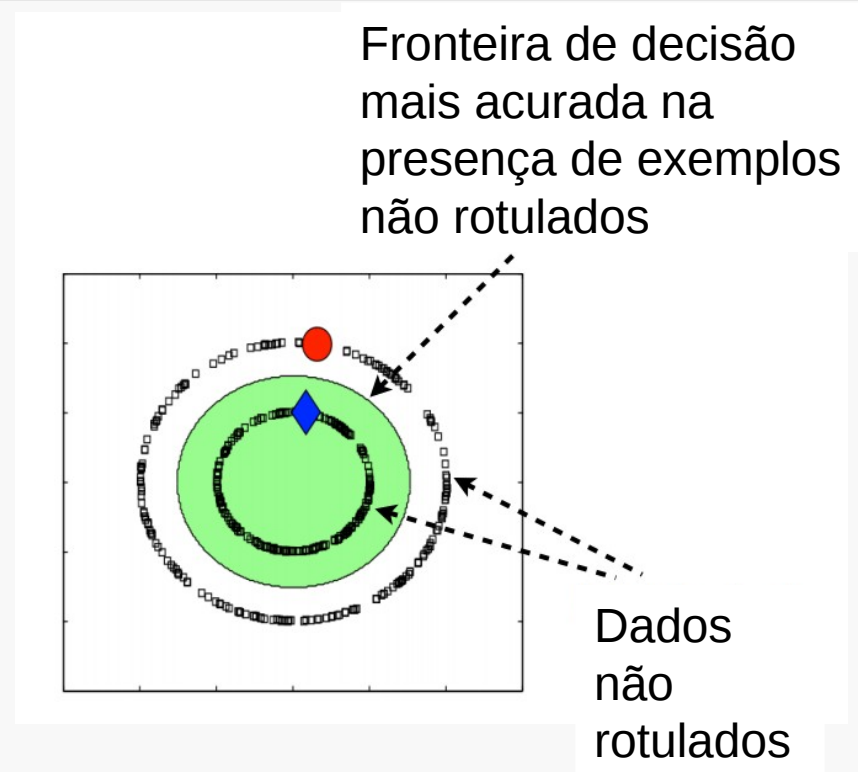 Fronteira de decisão
mais acurada na
presença de exemplos
não rotulados
Dados
não
rotulados